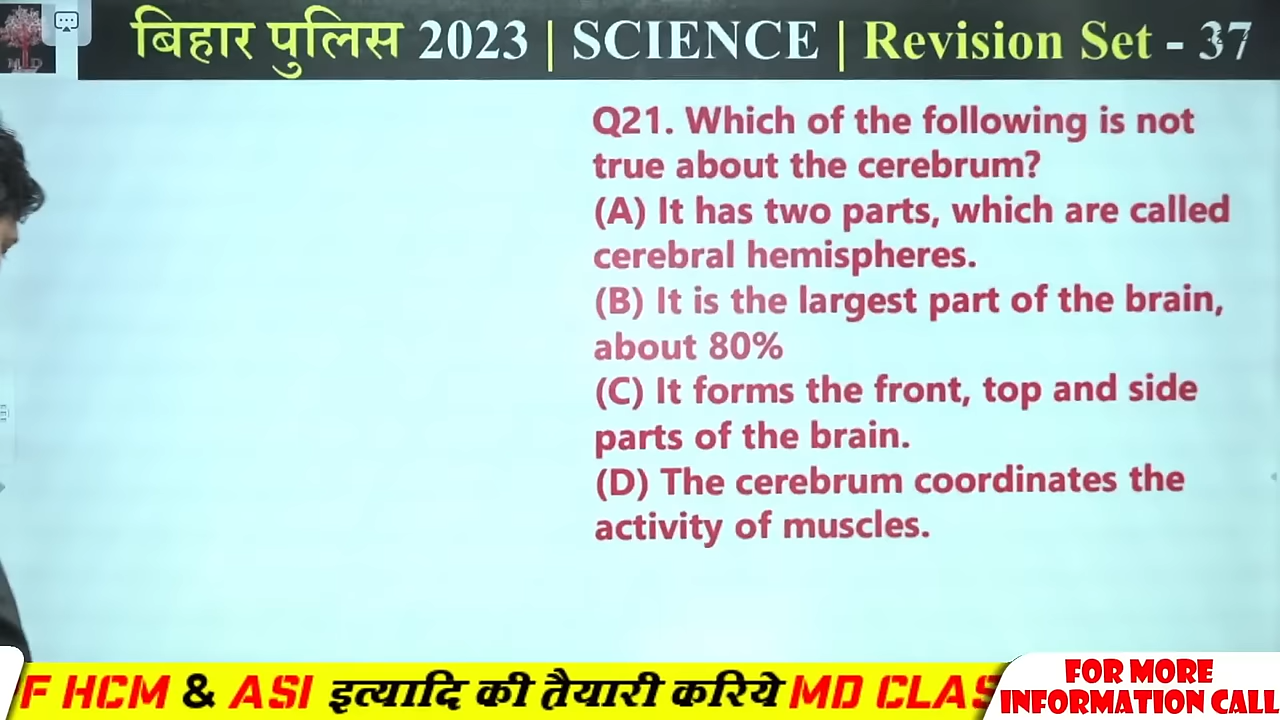 बिहार पुलिस 2023 | SCIENCE | Revision Set - 37
Q21. Which of the following is not
true about the cerebrum?
(A) It has two parts, which are called
cerebral hemispheres.
(B) It is the largest part of the brain,
about 80%
(C) It forms the front, top and side
parts of the brain.
(D) The cerebrum coordinates the
activity of muscles.
F HCM & ASI इत्यादि की तैयारी करिये MD CLAS
FOR MORE
INFORMATION CALL